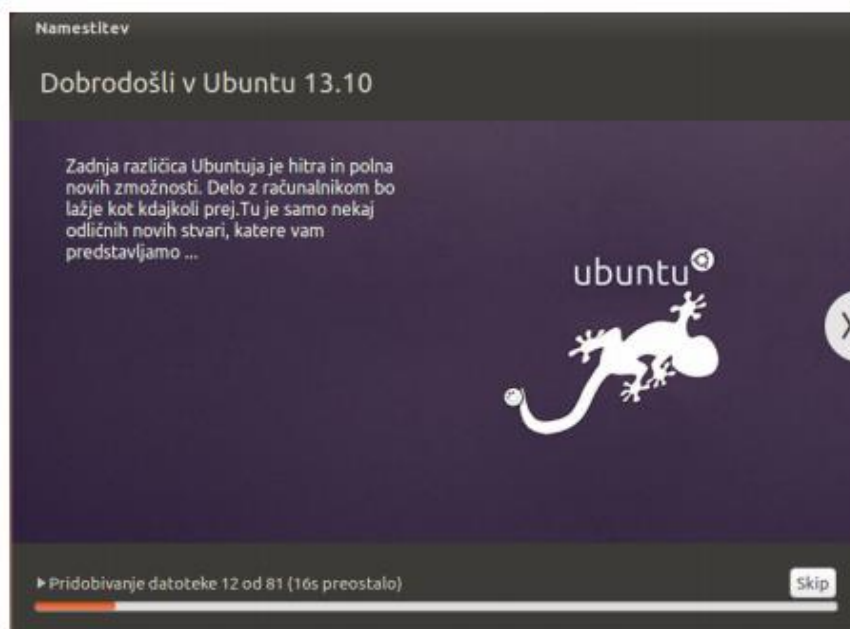 Namestitev
Dobrodošli v Ubuntu 13.10
Zadnja različica Ubuntuja je hitra in polna
novih zmožnosti. Delo z računalnikom bo
lažje kot kdajkoli prej.Tu je samo nekaj
odličnih novih stvari, katere vam
predstavljamo ...
ubuntu
Pridobivanje datoteke 12 od 81 (16s preostalo)
Skip